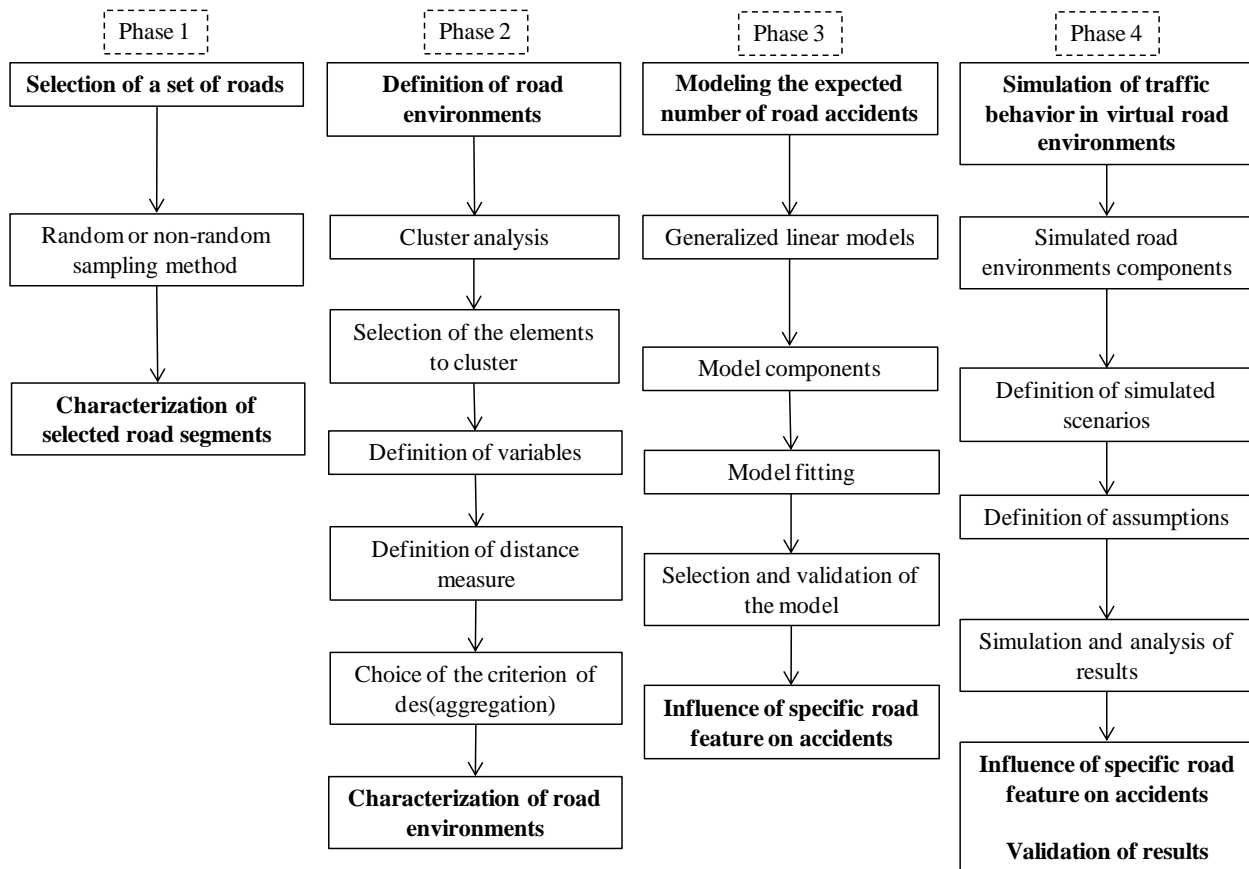 Phase 1
Selection of a set of roads
Random or non-random
sampling method
Characterization of
selected road segments
Phase 2
Definition of road
environments
Cluster analysis
Selection of the elements
to cluster
Definition of variables
Definition of distance
measure
Choice of the criterion of
des(aggregation)
Characterization of road
environments
Phase 3
Modeling the expected
number of road accidents
Generalized linear models
Model components
Model fitting
Selection and validation of
the model
Influence of specific road
feature on accidents
Phase 4
Simulation of traffic
behavior in virtual road
environments
Simulated road
environments components
Definition of simulated
scenarios
Definition of assumptions
Simulation and analysis of
results
Influence of specific road
feature on accidents
Validation of results